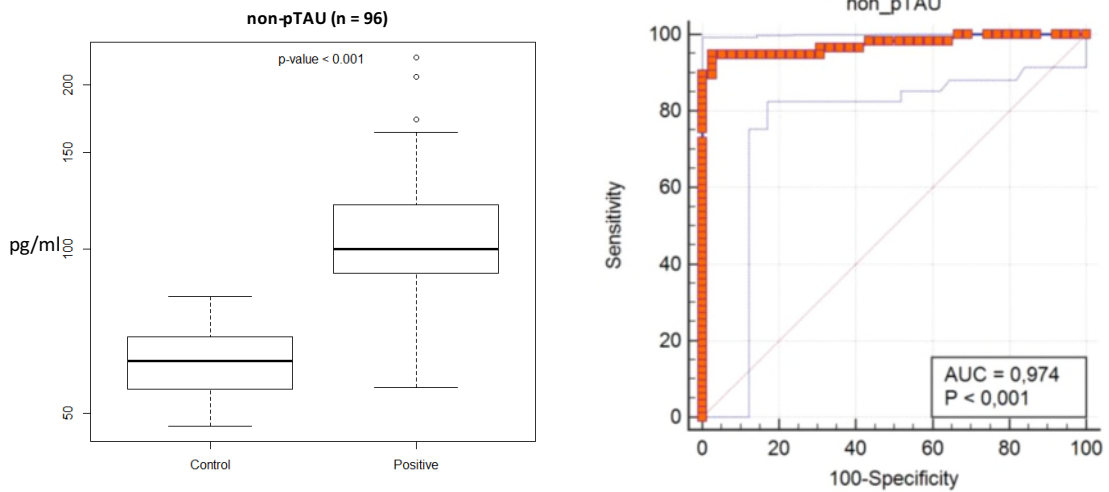 non-pTAU (n = 96)
p-value < 0.001
200
150
100
50
pg/ml
Control
Positive
non_pTAU
100
80
60
40
20
0
Sensitivity
AUC = 0,974
P < 0,001
0 20 40 60 80 100
100-Specificity